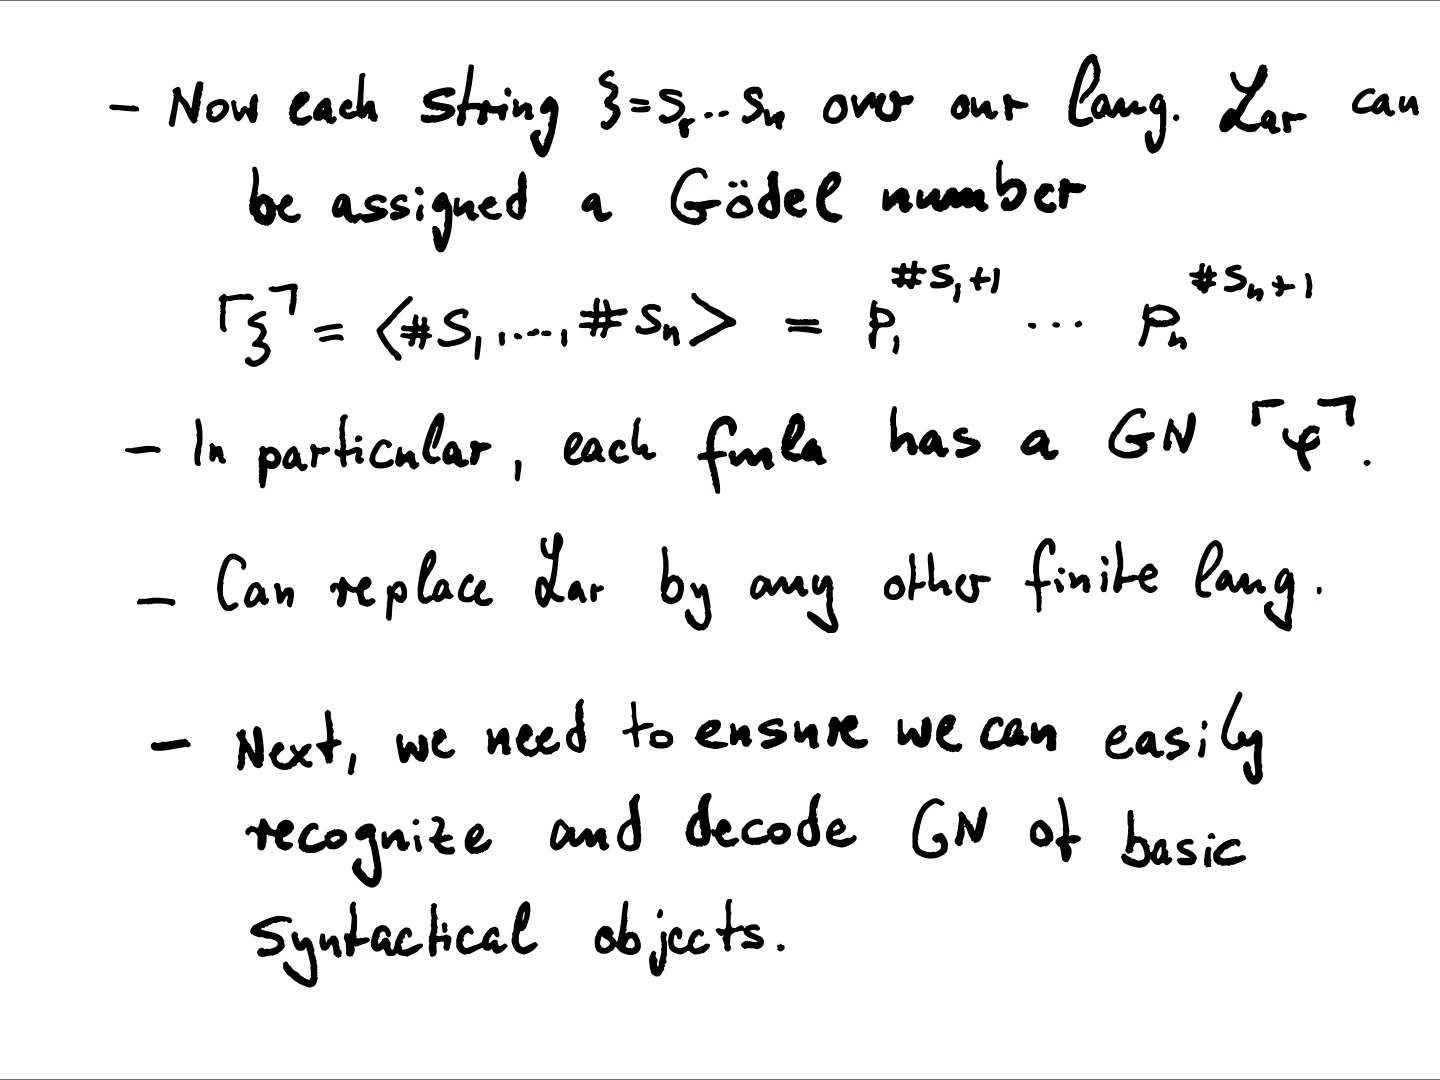 - Now each string ξ = s₁...sₙ over our lang. ℒar can
be assigned a Gödel number
⌜ξ⌝ = ⟨#s₁,...,#sₙ⟩ = p₁^{#s₁+1} ... pₙ^{#sₙ+1}
- In particular, each fmla has a GN ⌜φ⌝.
- Can replace ℒar by any other finite lang.
- Next, we need to ensure we can easily
recognize and decode GN of basic
syntactical objects.